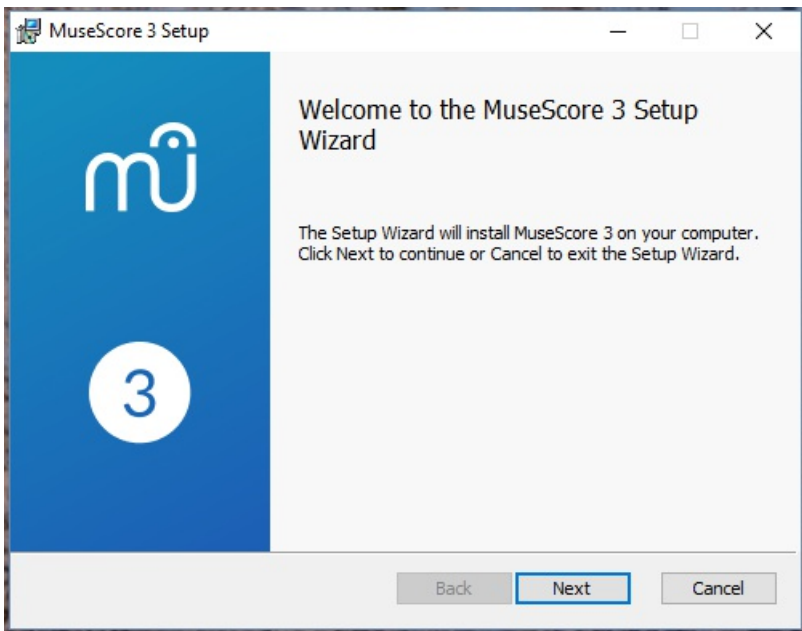 MuseScore 3 Setup
mu
Welcome to the MuseScore 3 Setup
Wizard
The Setup Wizard will install MuseScore 3 on your computer.
Click Next to continue or Cancel to exit the Setup Wizard.
3
Back Next Cancel